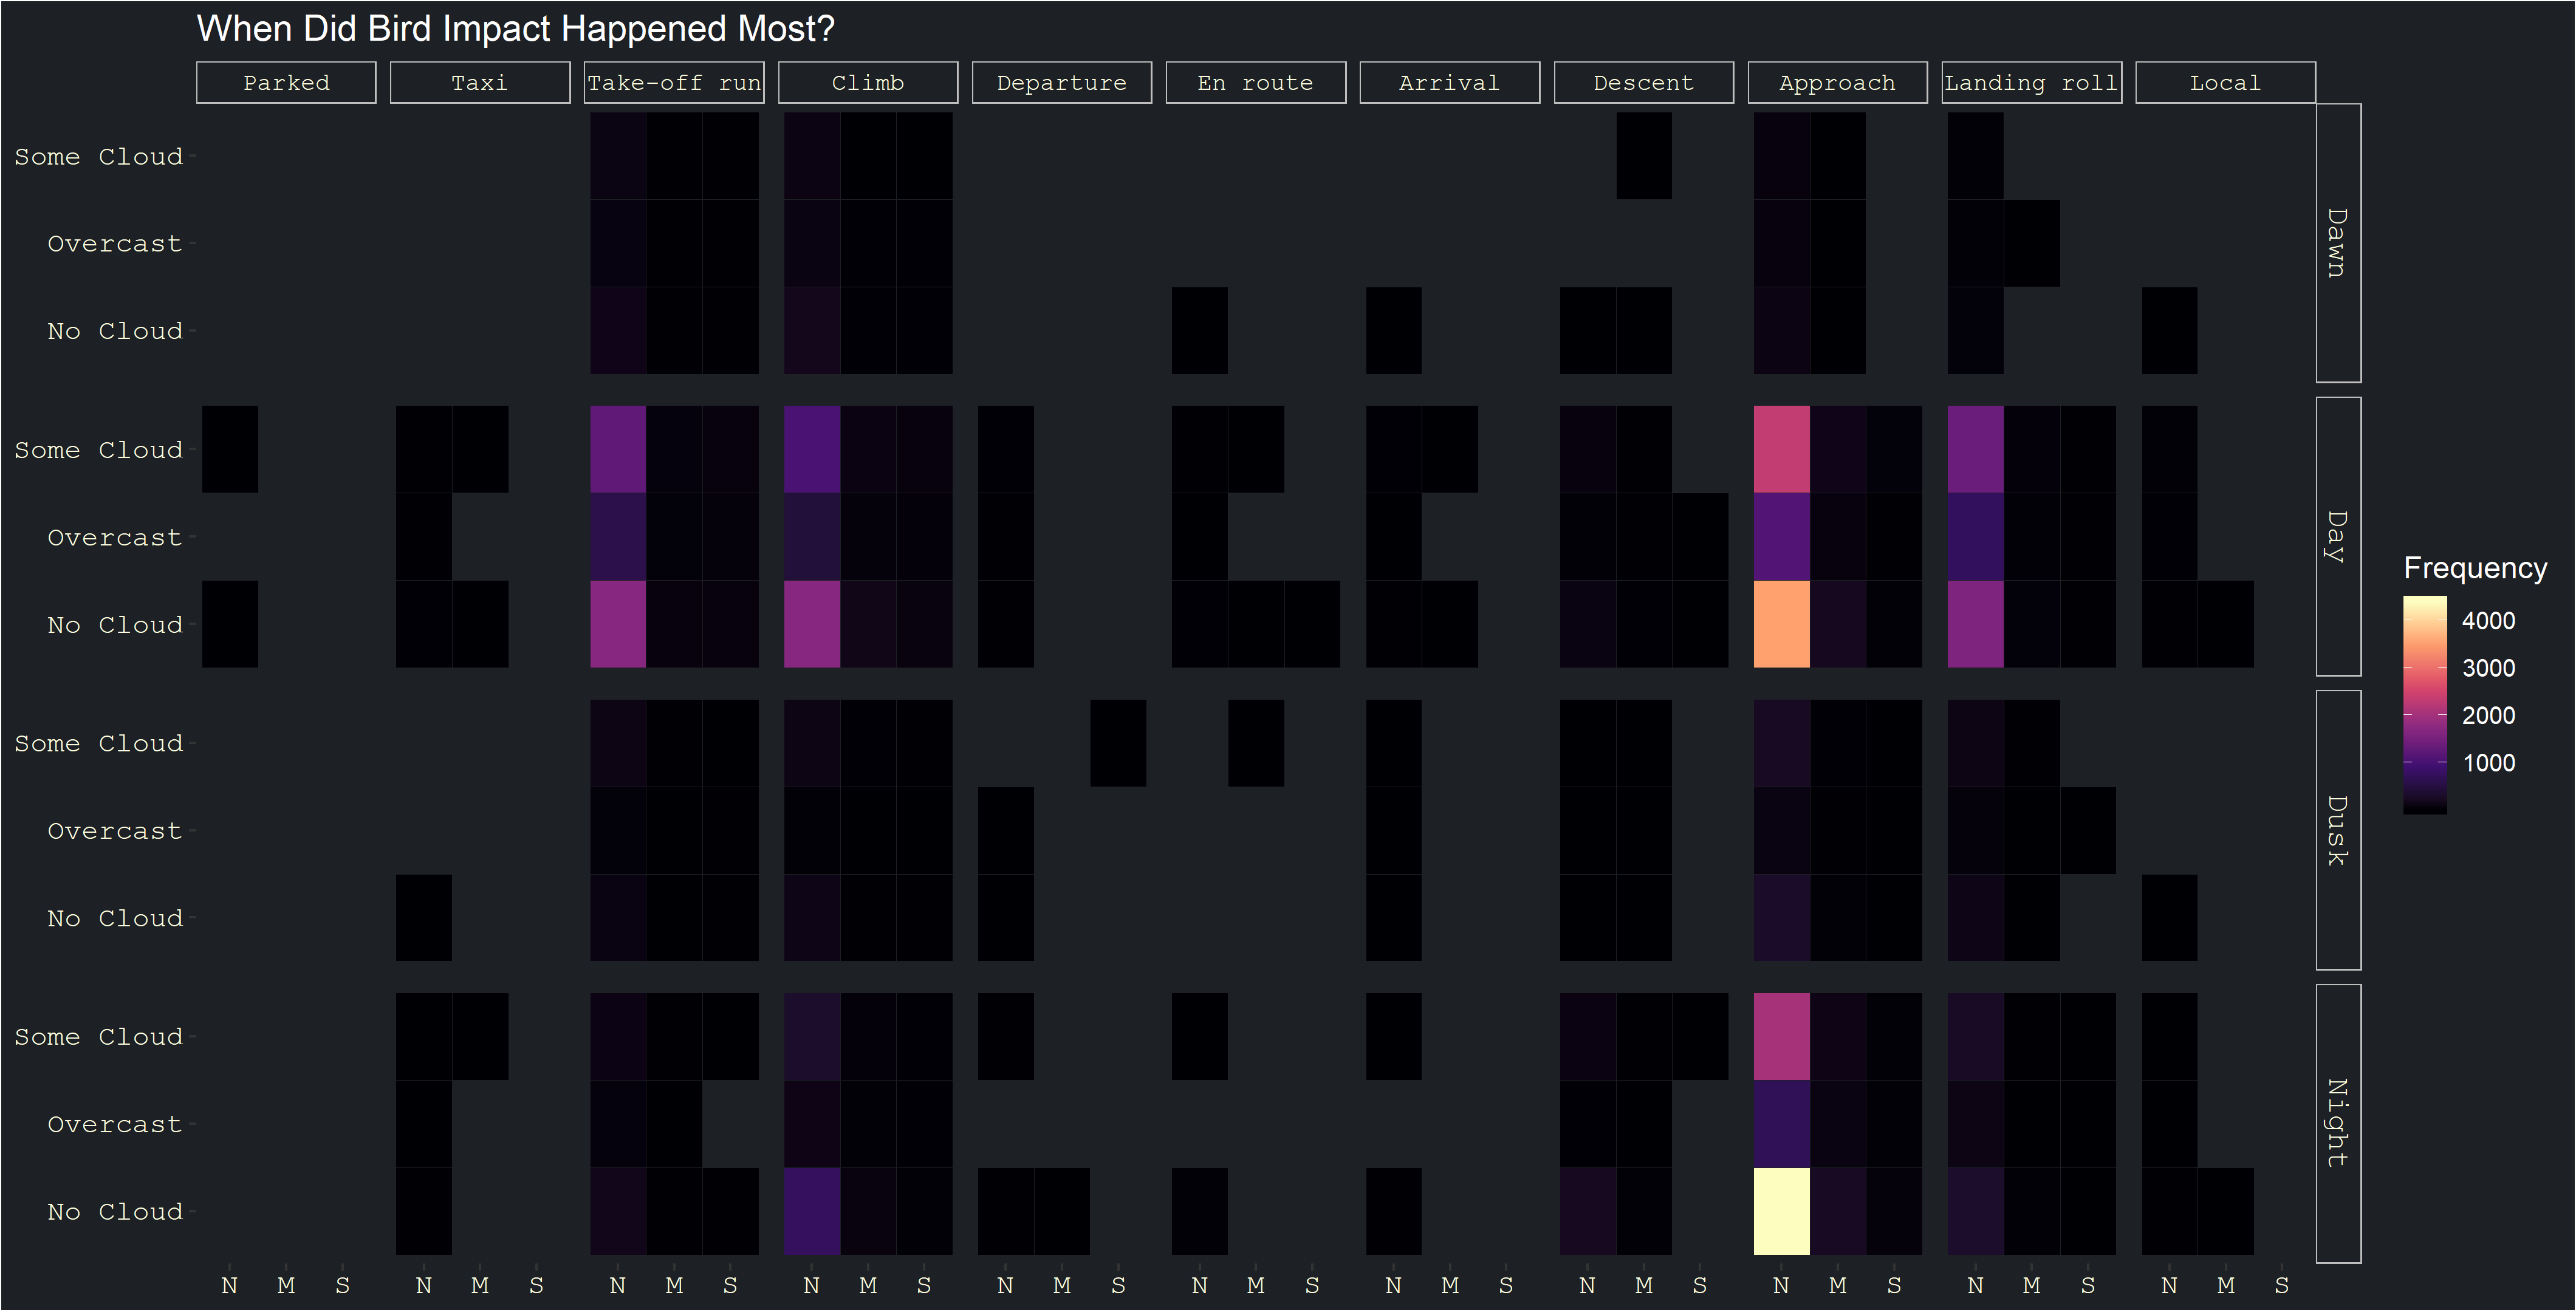 When Did Bird Impact Happened Most?
Parked Taxi Take-off run Climb Departure En route Arrival Descent Approach Landing roll Local
Some Cloud
Overcast
No Cloud
Dawn
Some Cloud
Overcast
No Cloud
Day
Some Cloud
Overcast
No Cloud
Dusk
Some Cloud
Overcast
No Cloud
Night
N M S N M S N M S N M S N M S N M S N M S N M S N M S N M S N M S
Frequency
4000
3000
2000
1000